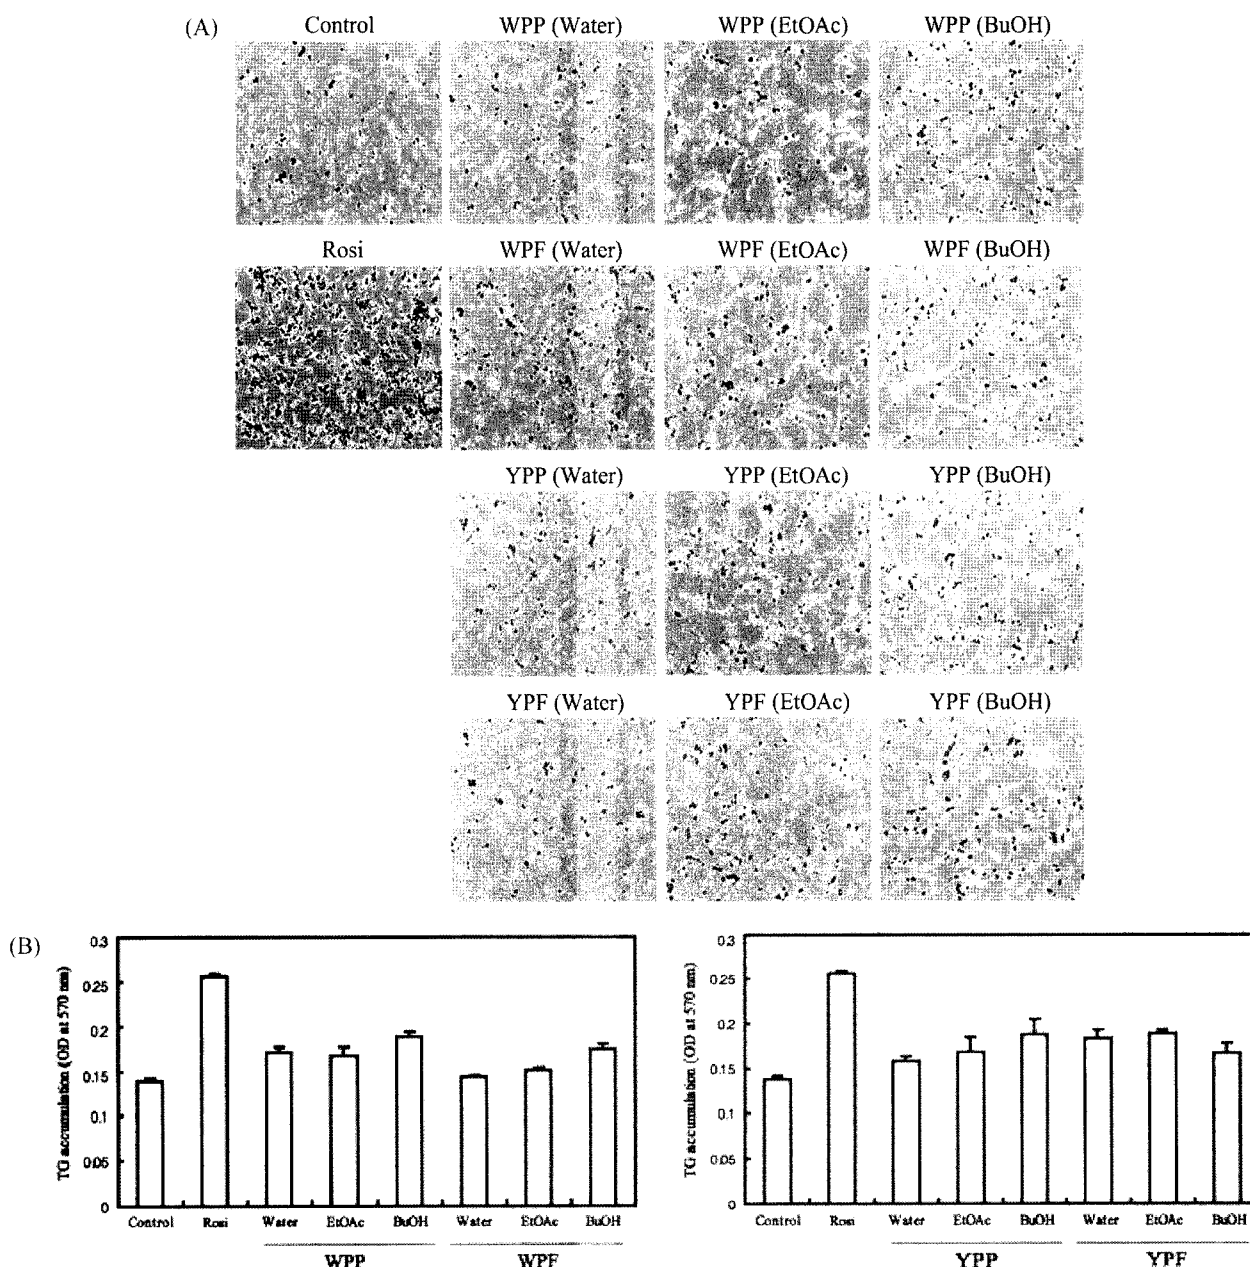 (A) Control WPP (Water) WPP (EtOAc) WPP (BuOH)
Rosi WPF (Water) WPF (EtOAc) WPF (BuOH)
YPP (Water) YPP (EtOAc) YPP (BuOH)
YPF (Water) YPF (EtOAc) YPF (BuOH)
(B)
TG accumulation (OD at 570 nm)
0.3
0.25
0.2
0.15
0.1
0.05
0
Control Rosi Water EtOAc BuOH Water EtOAc BuOH
WPP WPF
TG accumulation (OD at 570 nm)
0.3
0.25
0.2
0.15
0.1
0.05
0
Control Rosi Water EtOAc BuOH Water EtOAc BuOH
YPP YPF